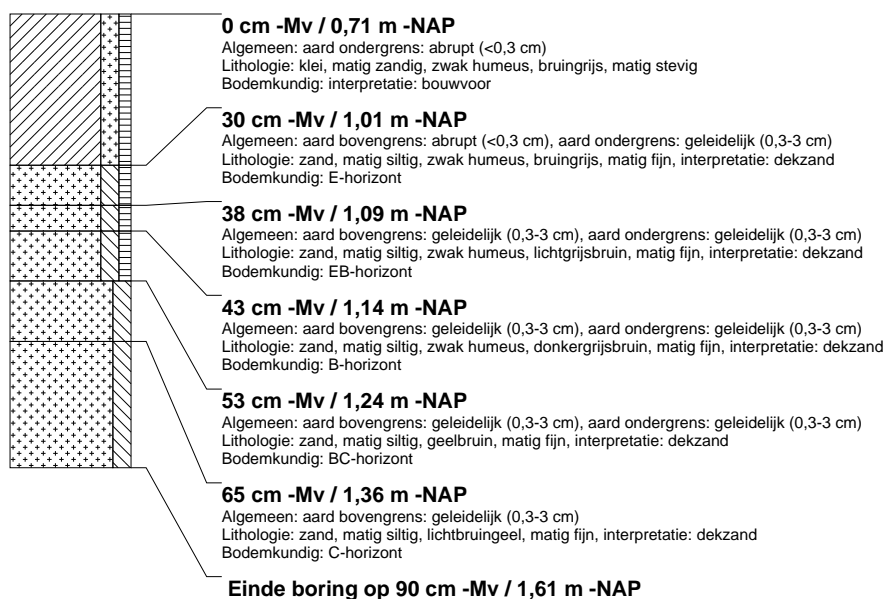 0 cm -Mv / 0,71 m -NAP
Algemeen: aard ondergrens: abrupt (<0,3 cm)
Lithologie: klei, matig zandig, zwak humeus, bruingrijs, matig stevig
Bodemkundig: interpretatie: bouwvoor
30 cm -Mv / 1,01 m -NAP
Algemeen: aard bovengrens: abrupt (<0,3 cm), aard ondergrens: geleidelijk (0,3-3 cm)
Lithologie: zand, matig siltig, zwak humeus, bruingrijs, matig fijn, interpretatie: dekzand
Bodemkundig: E-horizont
38 cm -Mv / 1,09 m -NAP
Algemeen: aard bovengrens: geleidelijk (0,3-3 cm), aard ondergrens: geleidelijk (0,3-3 cm)
Lithologie: zand, matig siltig, zwak humeus, lichtgrijsbruin, matig fijn, interpretatie: dekzand
Bodemkundig: EB-horizont
43 cm -Mv / 1,14 m -NAP
Algemeen: aard bovengrens: geleidelijk (0,3-3 cm), aard ondergrens: geleidelijk (0,3-3 cm)
Lithologie: zand, matig siltig, zwak humeus, donkergrijsbruin, matig fijn, interpretatie: dekzand
Bodemkundig: B-horizont
53 cm -Mv / 1,24 m -NAP
Algemeen: aard bovengrens: geleidelijk (0,3-3 cm), aard ondergrens: geleidelijk (0,3-3 cm)
Lithologie: zand, matig siltig, geelbruin, matig fijn, interpretatie: dekzand
Bodemkundig: BC-horizont
65 cm -Mv / 1,36 m -NAP
Algemeen: aard bovengrens: geleidelijk (0,3-3 cm)
Lithologie: zand, matig siltig, lichtbruingeel, matig fijn, interpretatie: dekzand
Bodemkundig: C-horizont
Einde boring op 90 cm -Mv / 1,61 m -NAP